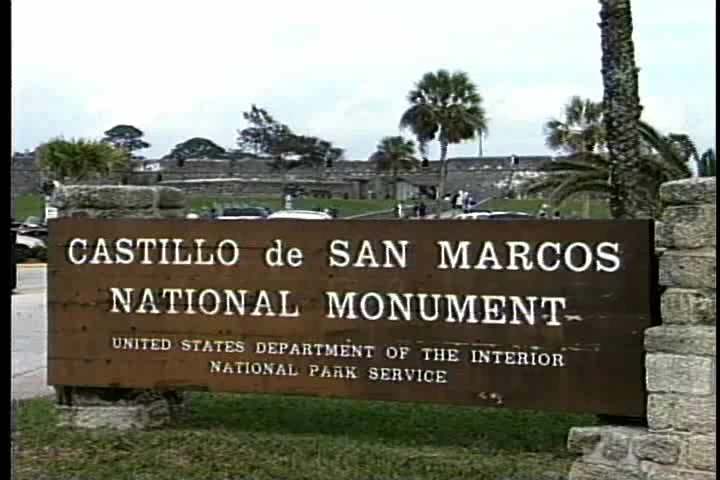 CASTILLO de SAN MARCOS
NATIONAL MONUMENT
UNITED STATES DEPARTMENT OF THE INTERIOR
NATIONAL PARK SERVICE